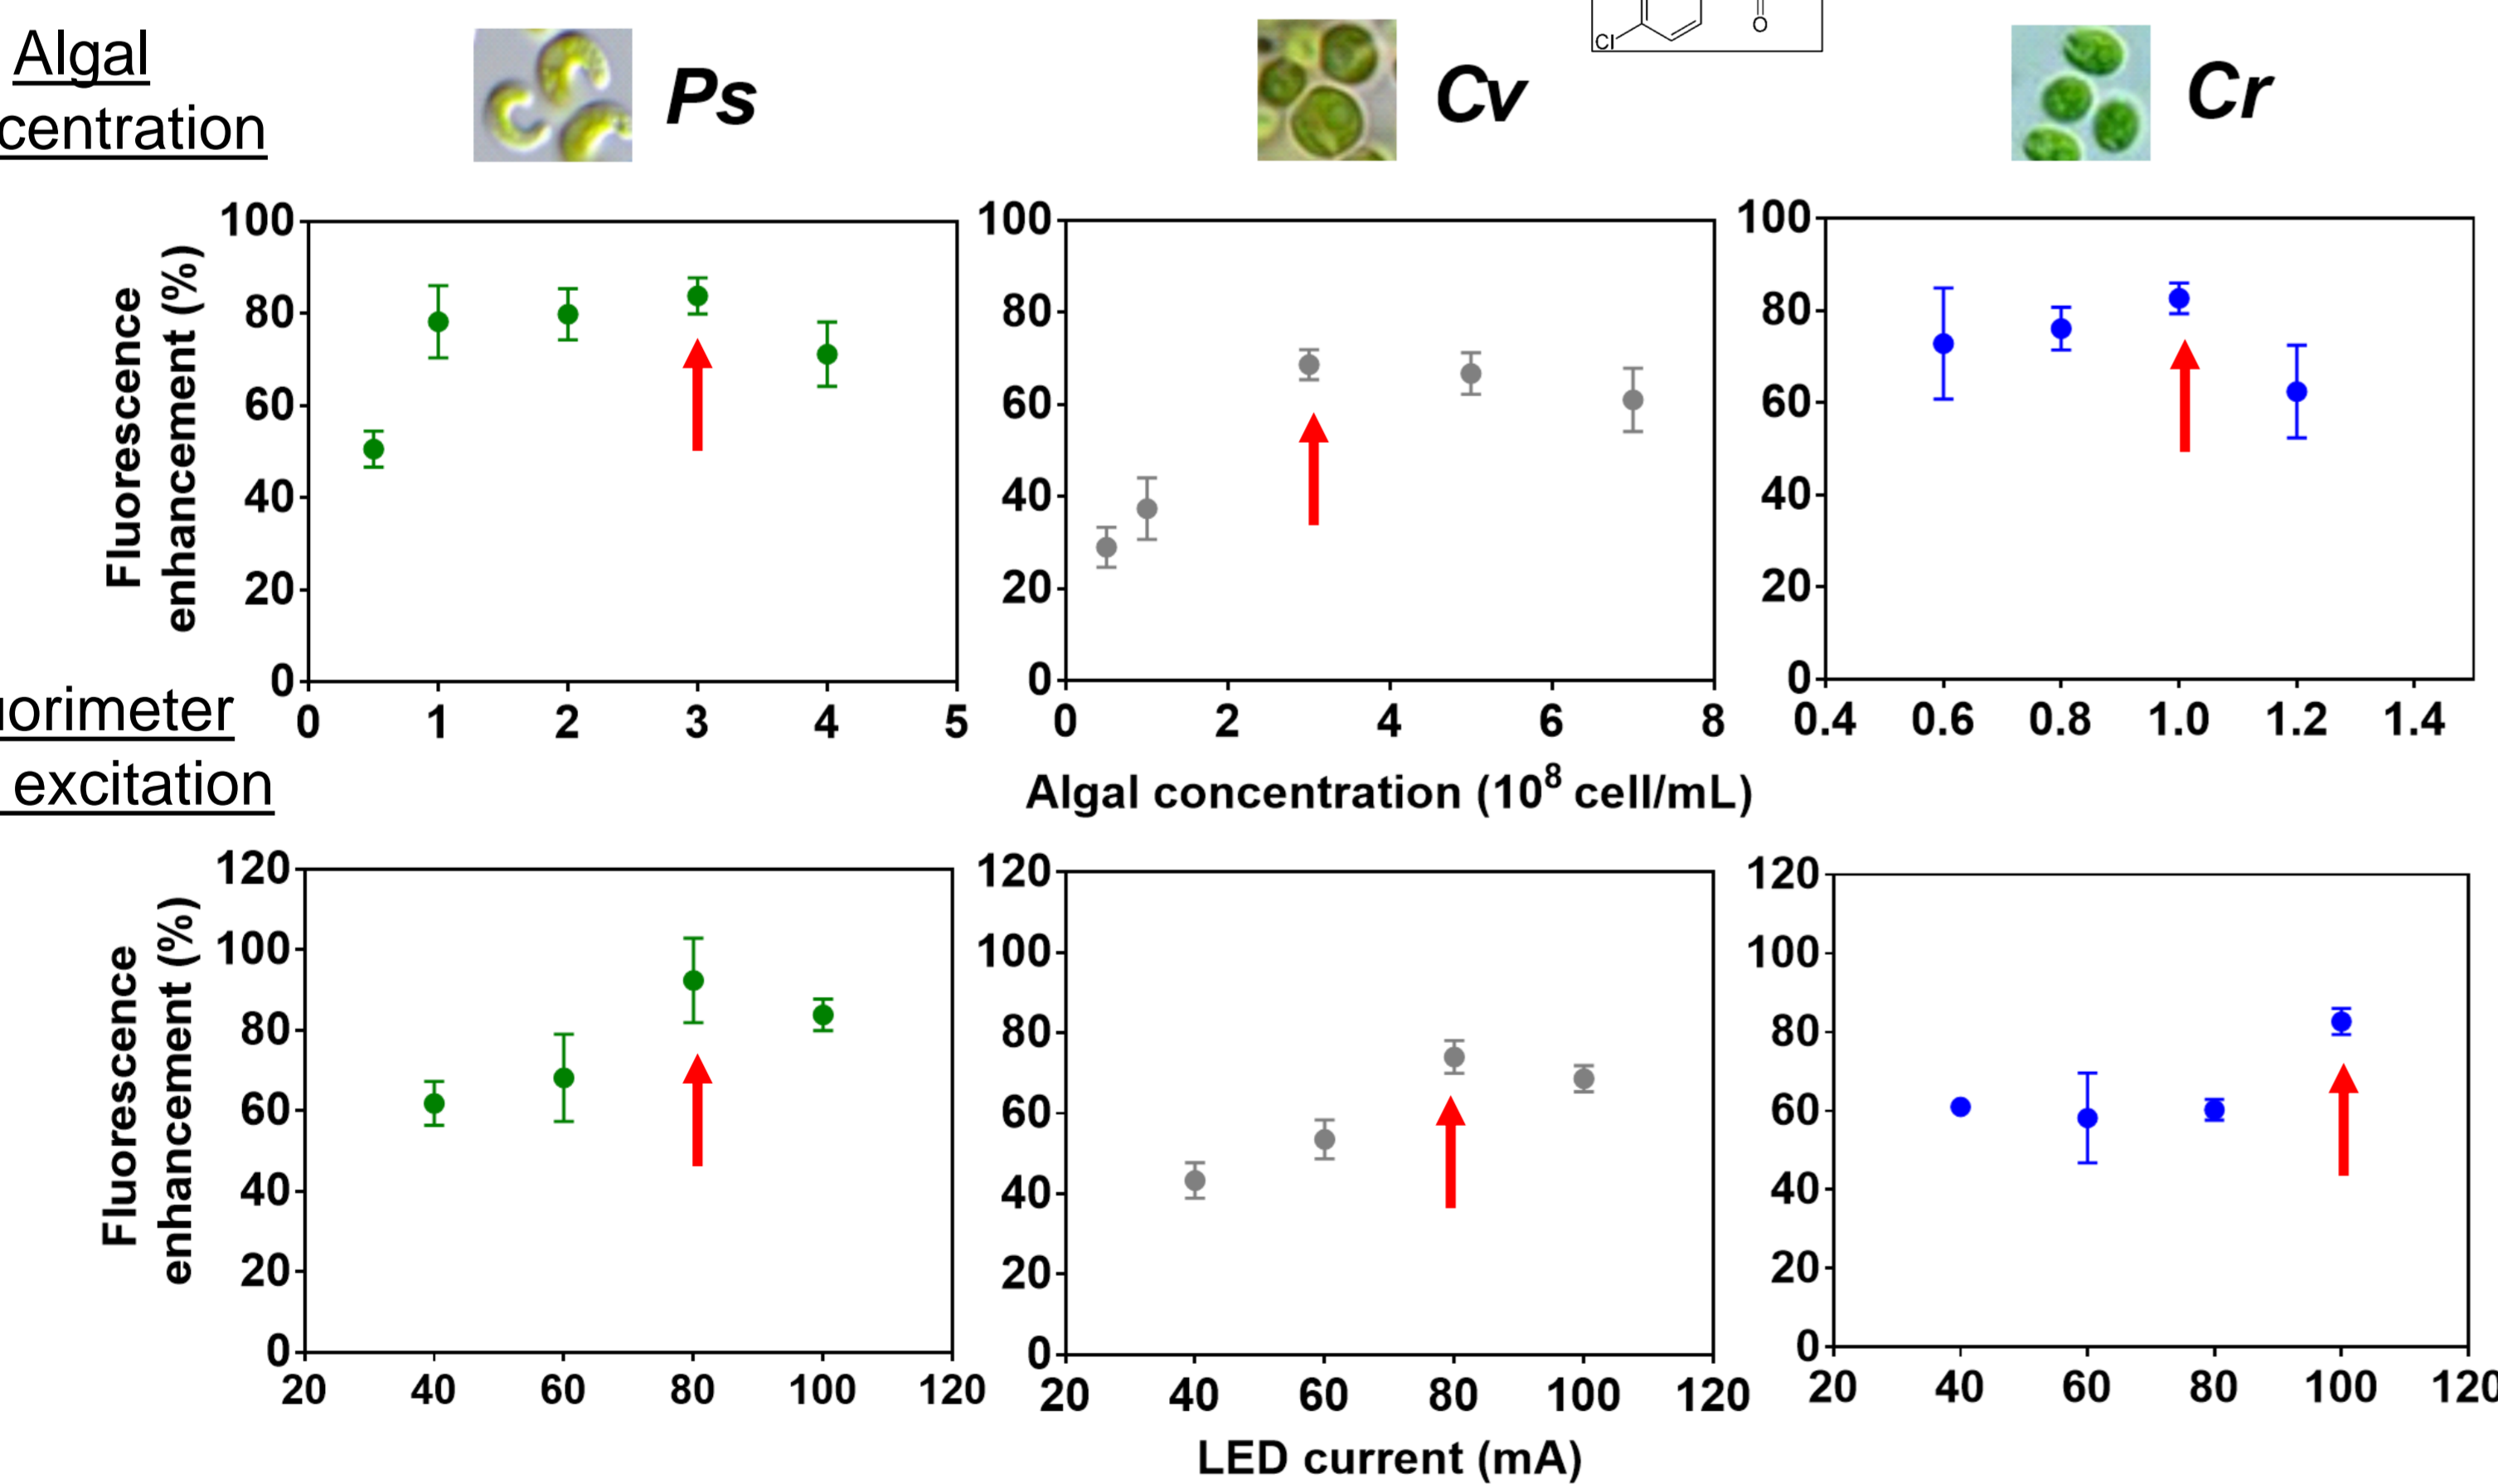 Cl
O
Algal
centration
Ps
Cv
Cr
Fluorescence
enhancement (%)
100
80
60
40
20
0
0 1 2 3 4 5
100
80
60
40
20
0
0 2 4 6 8
100
80
60
40
20
0
0.4 0.6 0.8 1.0 1.2 1.4
Algal concentration (10⁸ cell/mL)
orimeter
excitation
Fluorescence
enhancement (%)
120
100
80
60
40
20
0
20 40 60 80 100 120
120
100
80
60
40
20
0
20 40 60 80 100 120
120
100
80
60
40
20
0
20 40 60 80 100 120
LED current (mA)